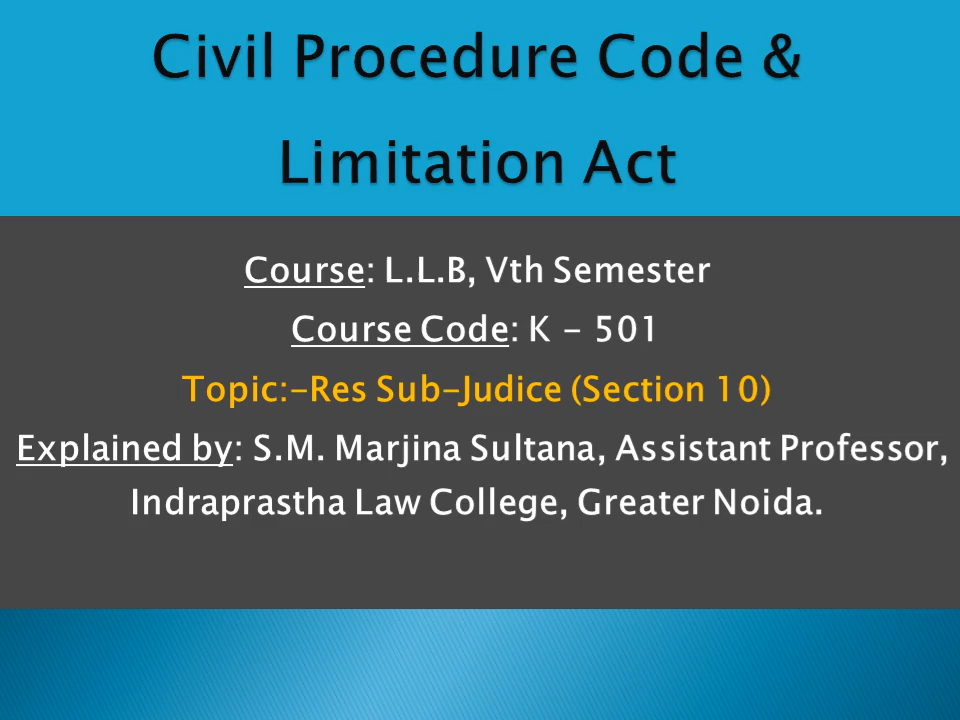 Civil Procedure Code &
Limitation Act
Course: L.L.B, Vth Semester
Course Code: K - 501
Topic:-Res Sub-Judice (Section 10)
Explained by: S.M. Marjina Sultana, Assistant Professor,
Indraprastha Law College, Greater Noida.